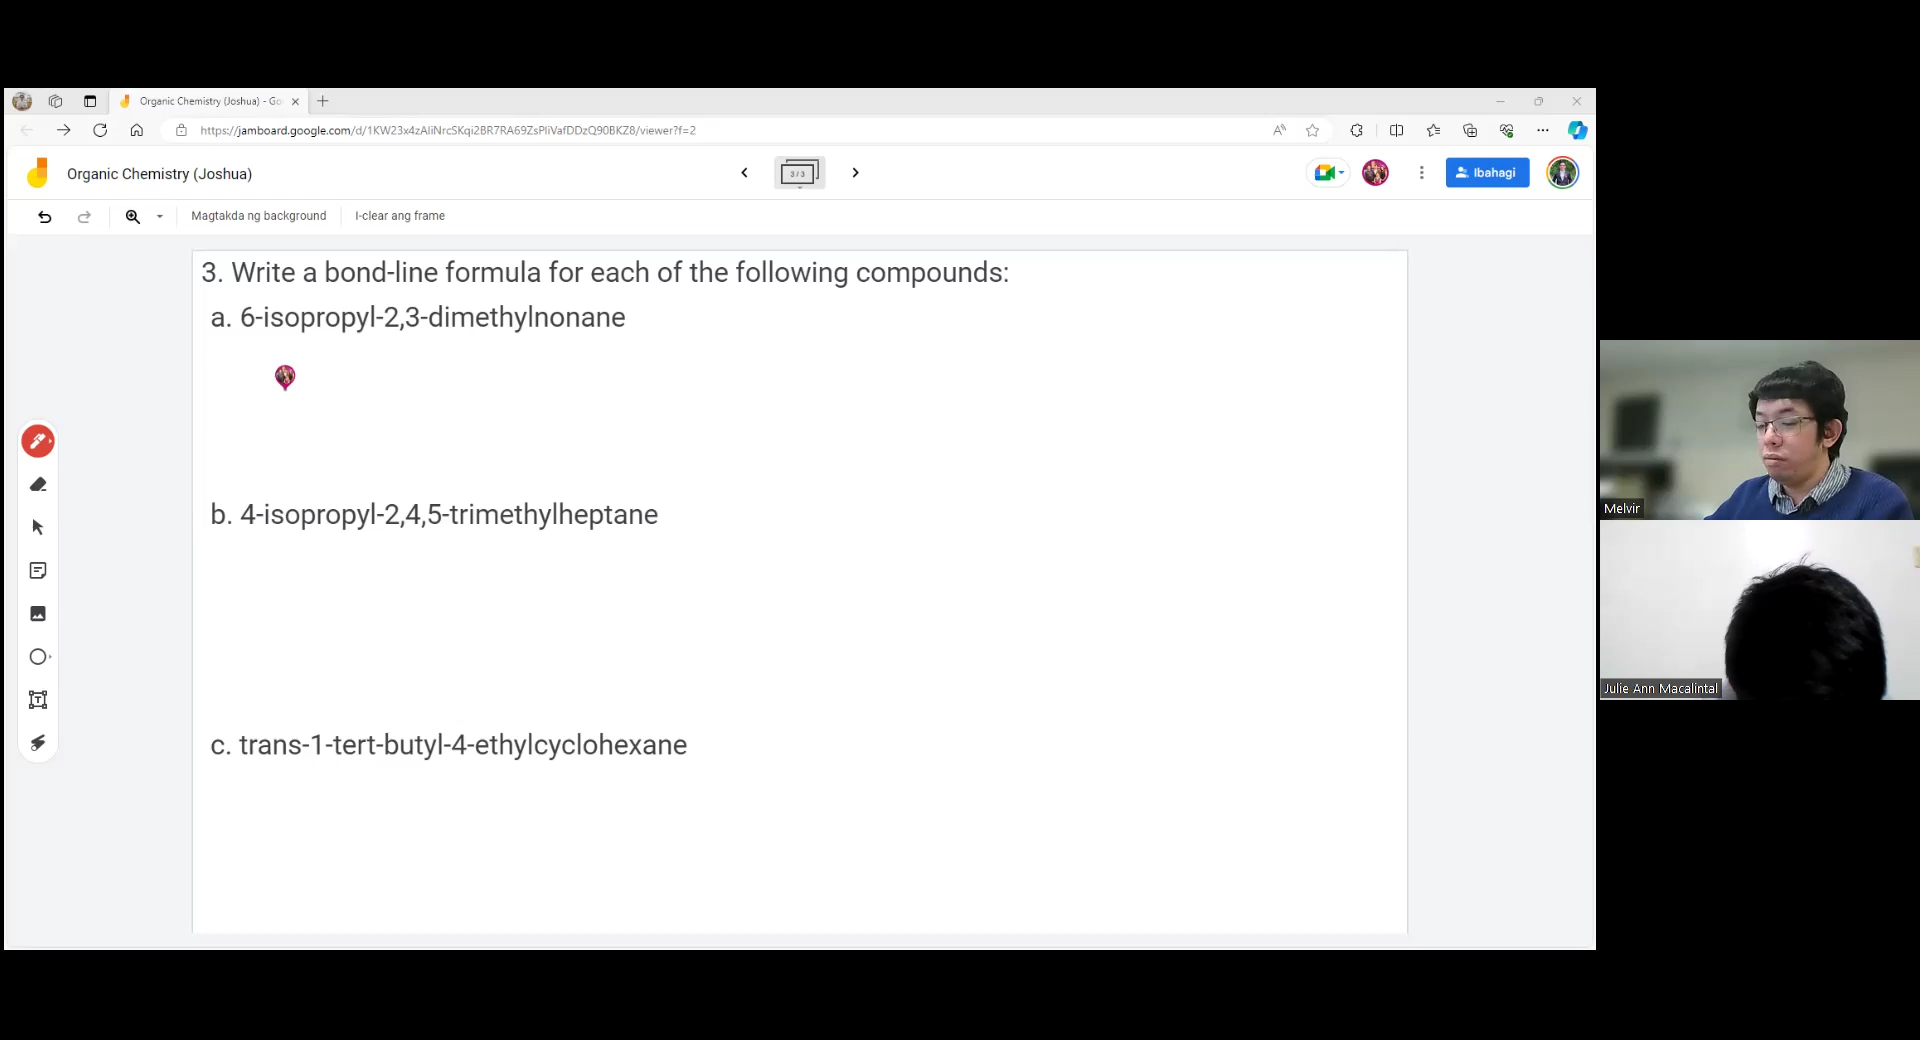 Organic Chemistry (Joshua) - Go
https://jamboard.google.com/d/1KW23x4zAliNrcSKqi2BR7RA69ZsPliVafDDzQ90BKZ8/viewer?f=2
Organic Chemistry (Joshua)
3 / 3
Ibahagi
Magtakda ng background
I-clear ang frame
3. Write a bond-line formula for each of the following compounds:
a. 6-isopropyl-2,3-dimethylnonane
b. 4-isopropyl-2,4,5-trimethylheptane
c. trans-1-tert-butyl-4-ethylcyclohexane
Melvir
Julie Ann Macalintal